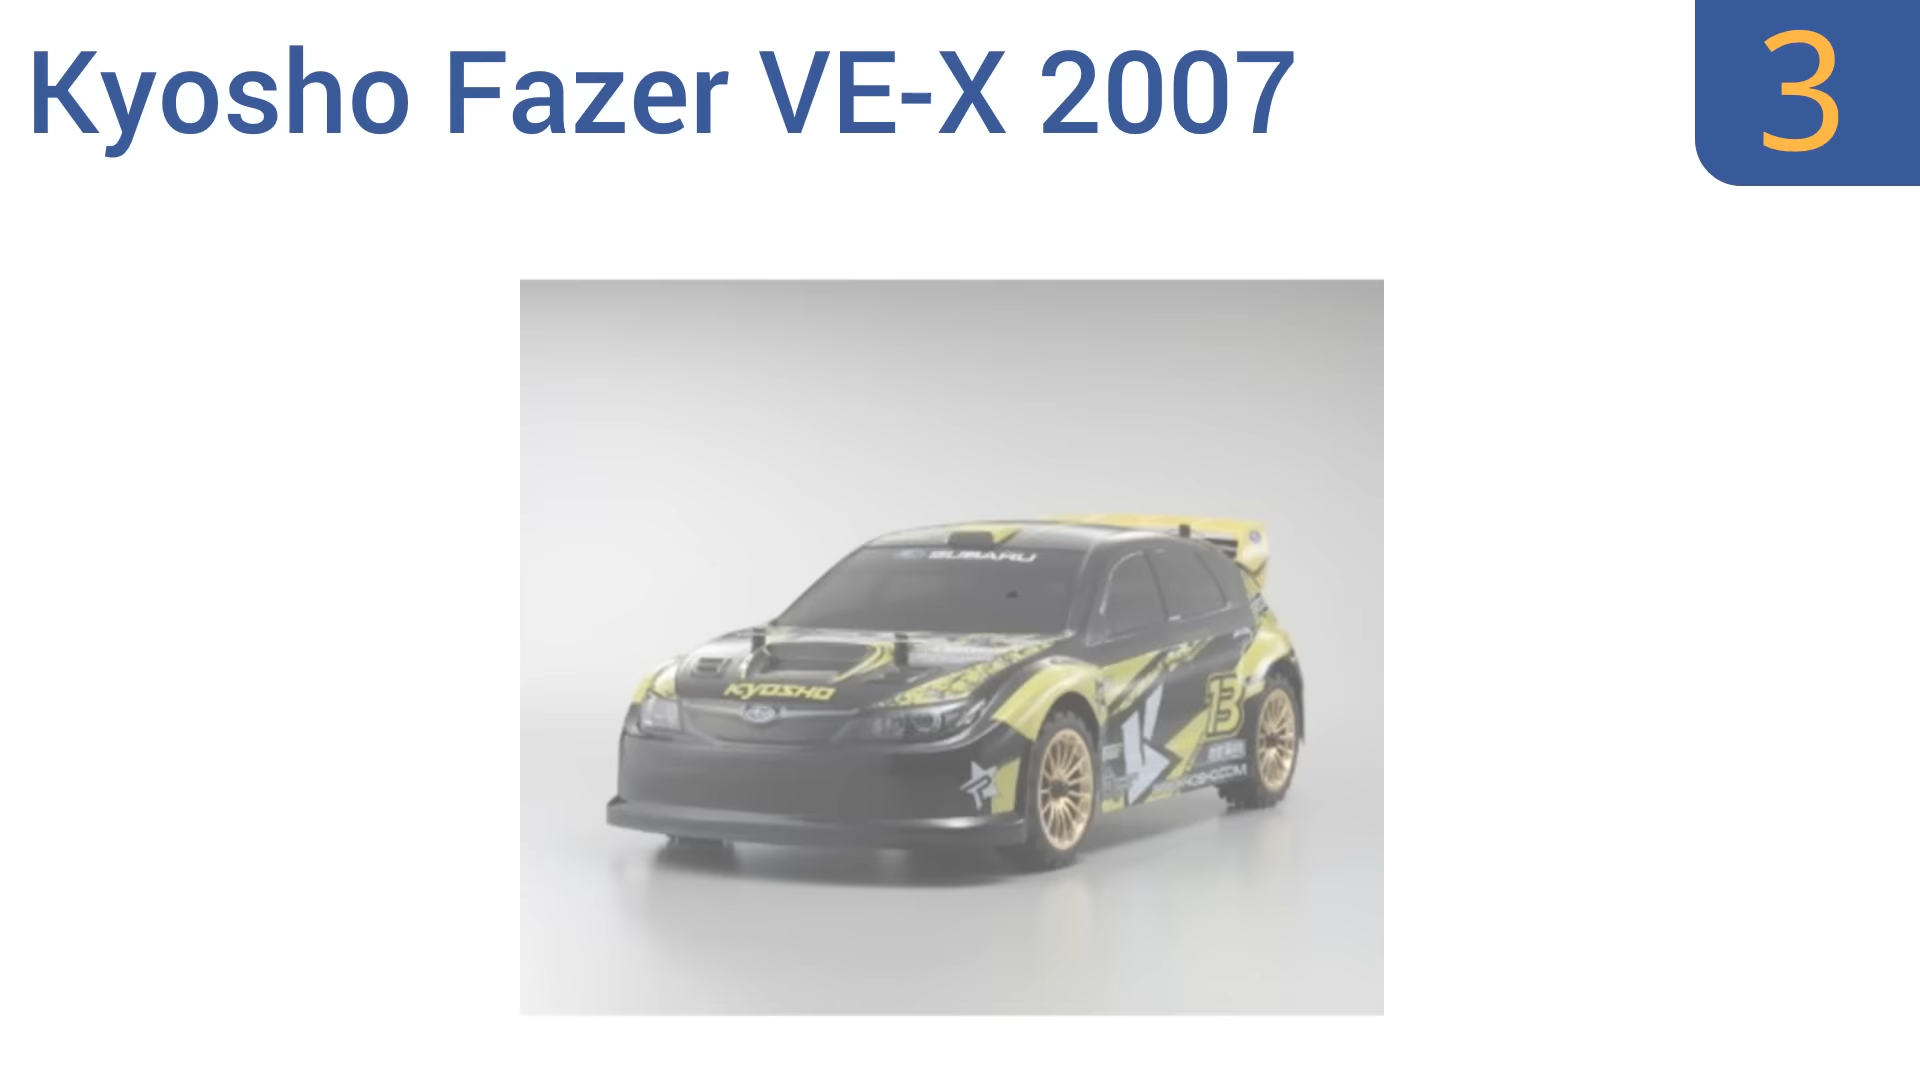 Kyosho Fazer VE-X 2007
3
SUBARU
KYOSHO
13
K